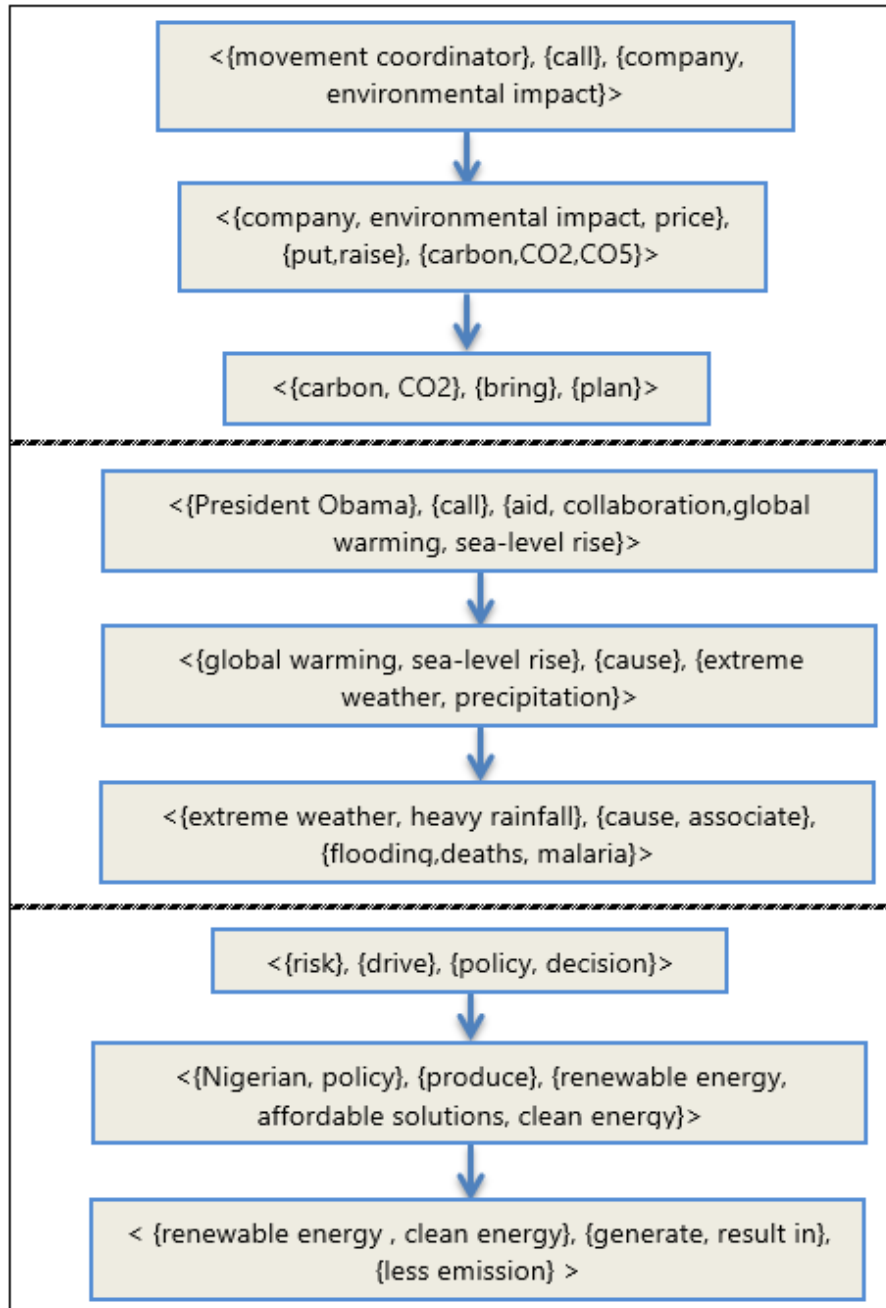 <{movement coordinator}, {call}, {company,
environmental impact}>
<{company, environmental impact, price},
{put,raise}, {carbon,CO2,CO5}>
<{carbon, CO2}, {bring}, {plan}>
<{President Obama}, {call}, {aid, collaboration,global
warming, sea-level rise}>
<{global warming, sea-level rise}, {cause}, {extreme
weather, precipitation}>
<{extreme weather, heavy rainfall}, {cause, associate},
{flooding,deaths, malaria}>
<{risk}, {drive}, {policy, decision}>
<{Nigerian, policy}, {produce}, {renewable energy,
affordable solutions, clean energy}>
< {renewable energy , clean energy}, {generate, result in},
{less emission} >